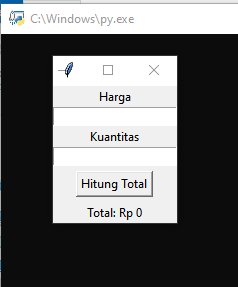 C:\Windows\py.exe
Harga
Kuantitas
Hitung Total
Total: Rp 0